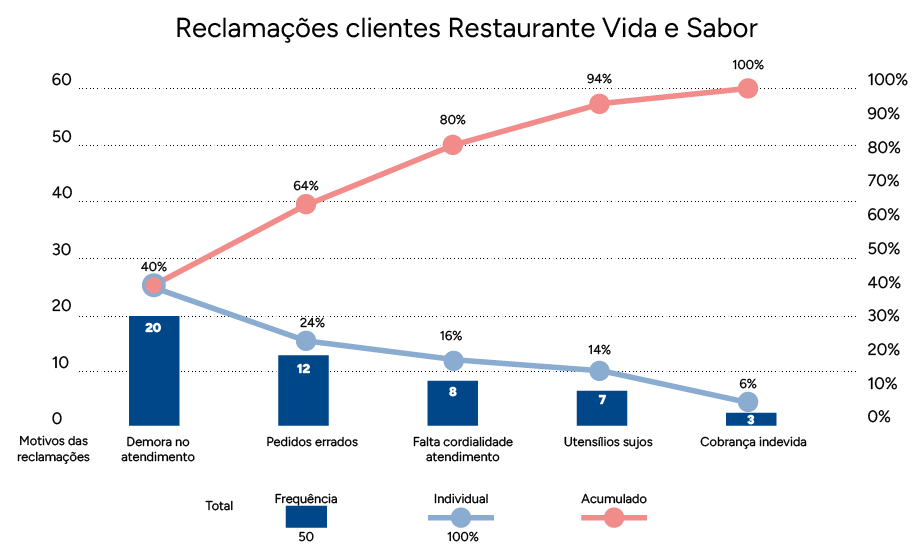 Reclamações clientes Restaurante Vida e Sabor
60
50
40
30
20
10
0
100%
90%
80%
70%
60%
50%
40%
30%
20%
10%
0%
40%
64%
80%
94%
100%
24%
16%
14%
6%
20
12
8
7
3
Motivos das
reclamações
Demora no
atendimento
Pedidos errados
Falta cordialidade
atendimento
Utensílios sujos
Cobrança indevida
Total
Frequência
50
Individual
100%
Acumulado